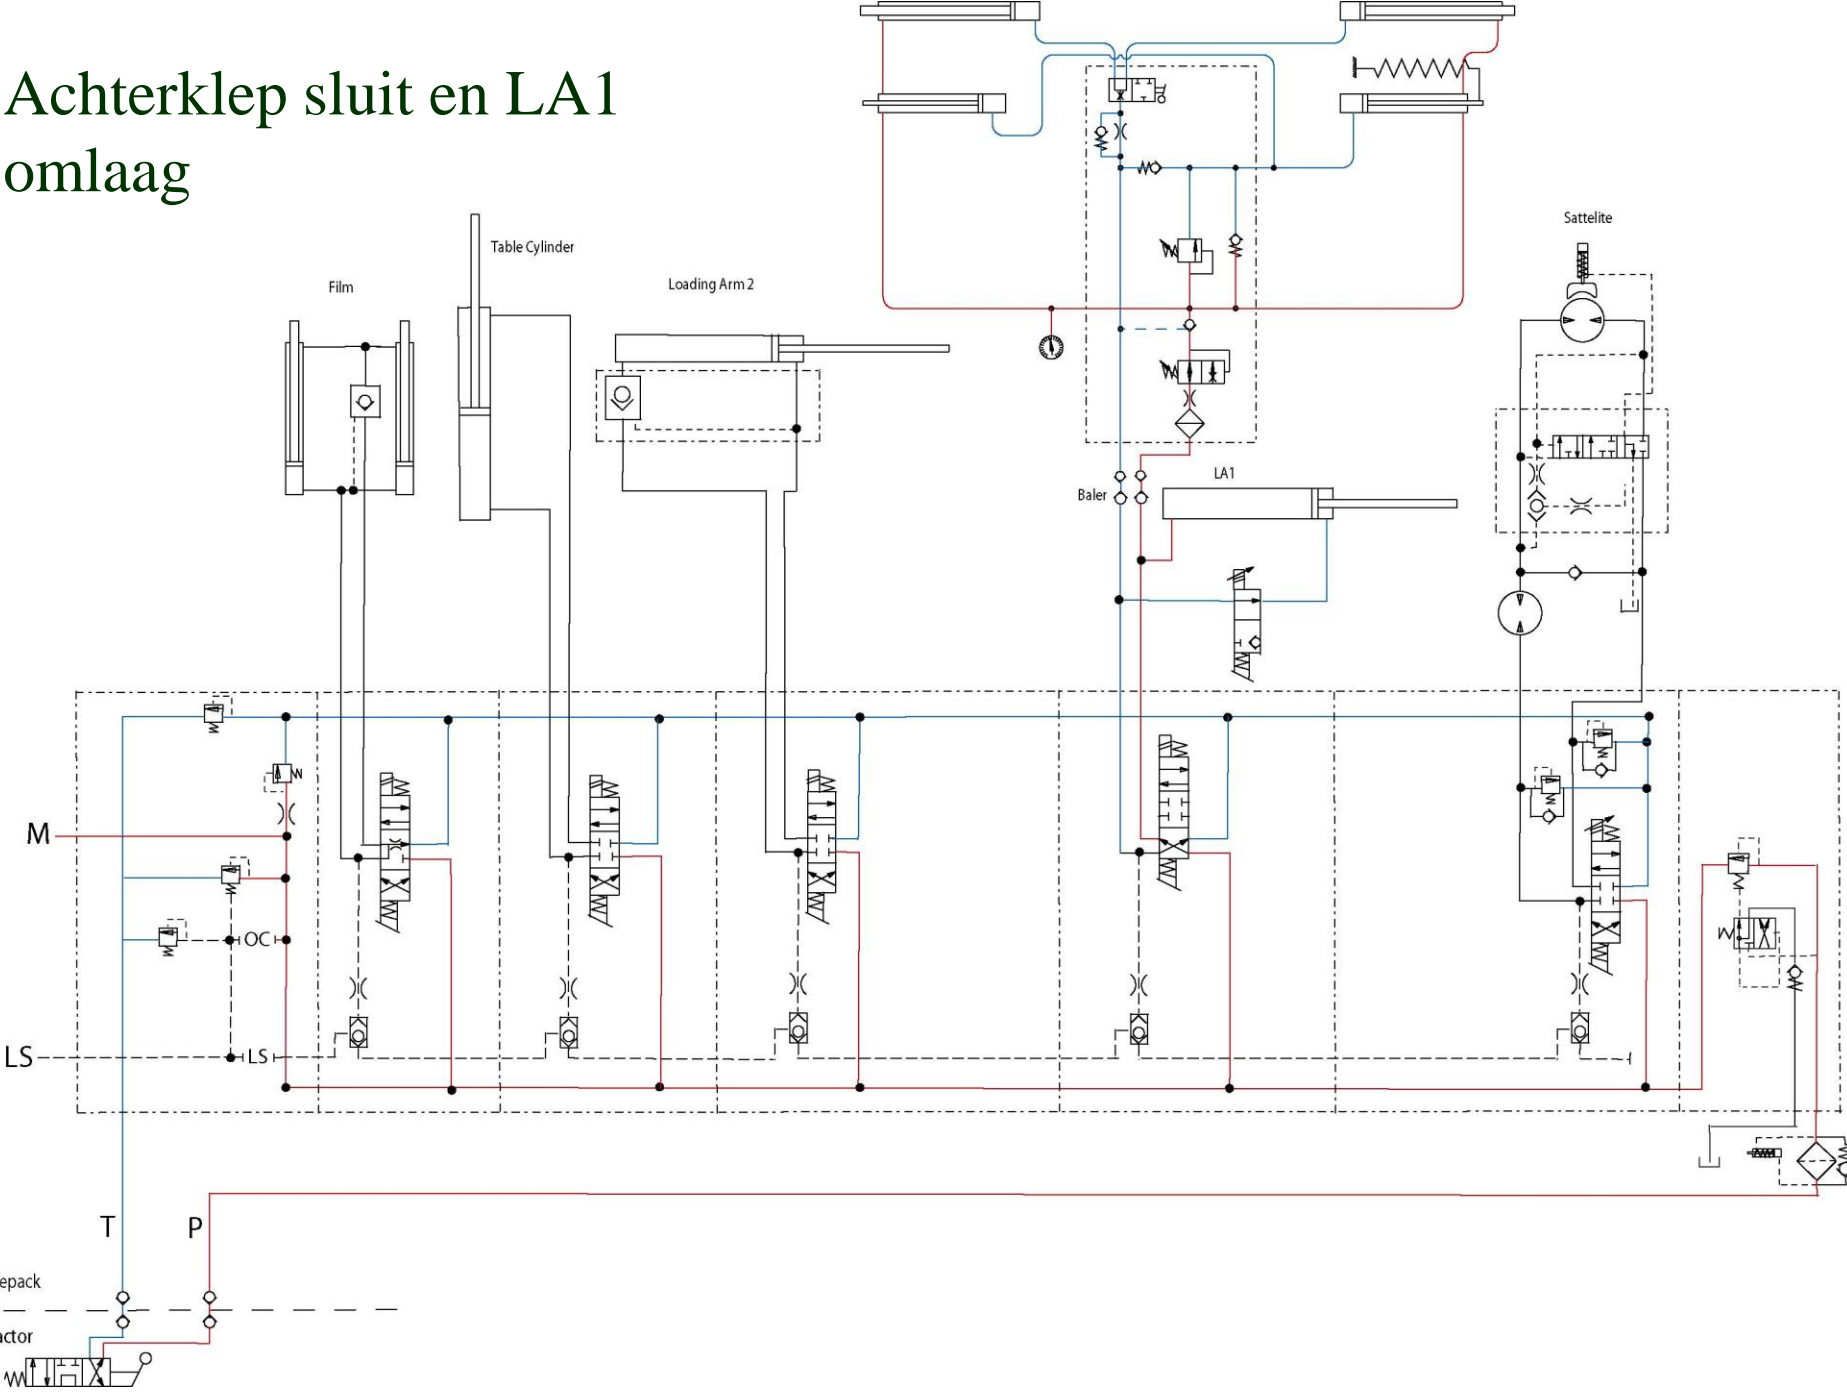 Achterklep sluit en LA1
omlaag
Sattelite
Table Cylinder
Film
Loading Arm 2
LA1
Baler
M
OC
LS
LS
T
P
epack
actor